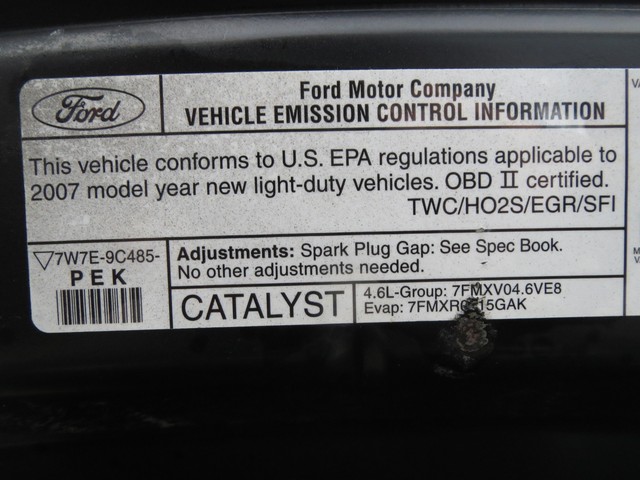 Ford
Ford Motor Company
VEHICLE EMISSION CONTROL INFORMATION
This vehicle conforms to U.S. EPA regulations applicable to
2007 model year new light-duty vehicles. OBD II certified.
TWC/HO2S/EGR/SFI
7W7E-9C485-
PEK
Adjustments: Spark Plug Gap: See Spec Book.
No other adjustments needed.
CATALYST
4.6L-Group: 7FMXV04.6VE8
Evap: